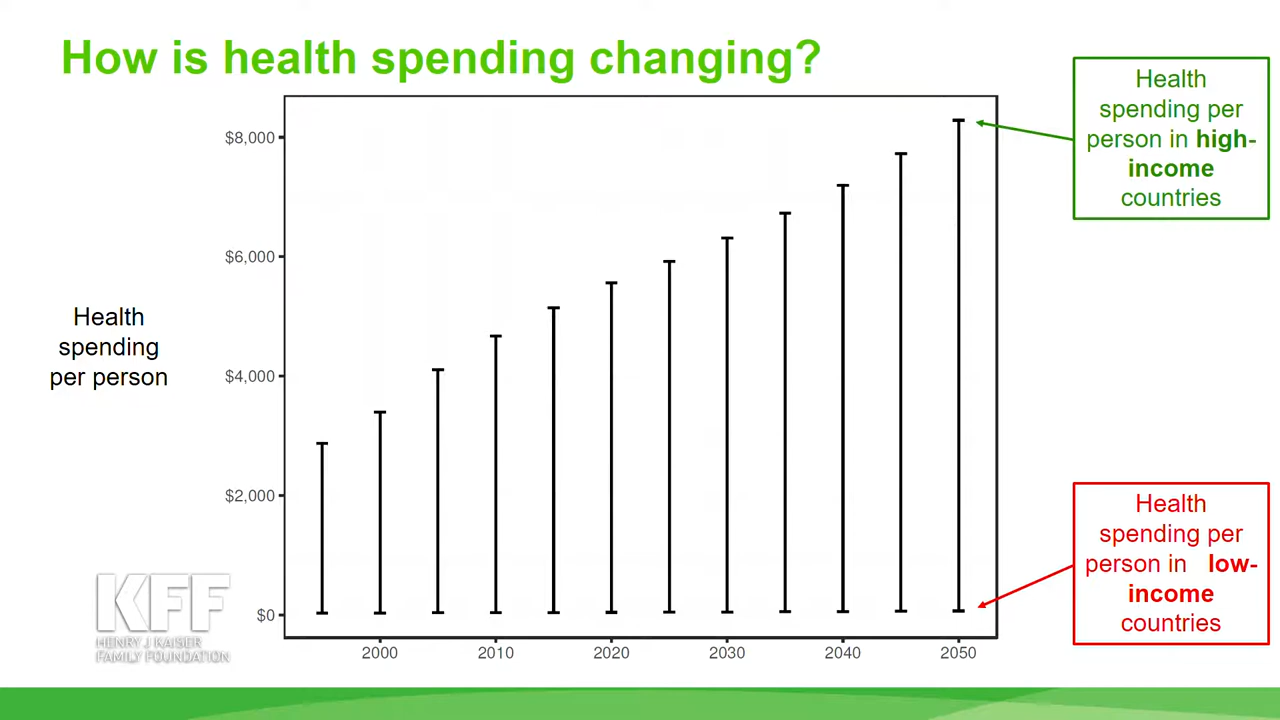 How is health spending changing?
Health
spending per
person in high-
income
countries
$8,000
$6,000
$4,000
$2,000
$0
Health
spending
per person
2000
2010
2020
2030
2040
2050
Health
spending per
person in low-
income
countries
KFF
HENRY J KAISER
FAMILY FOUNDATION